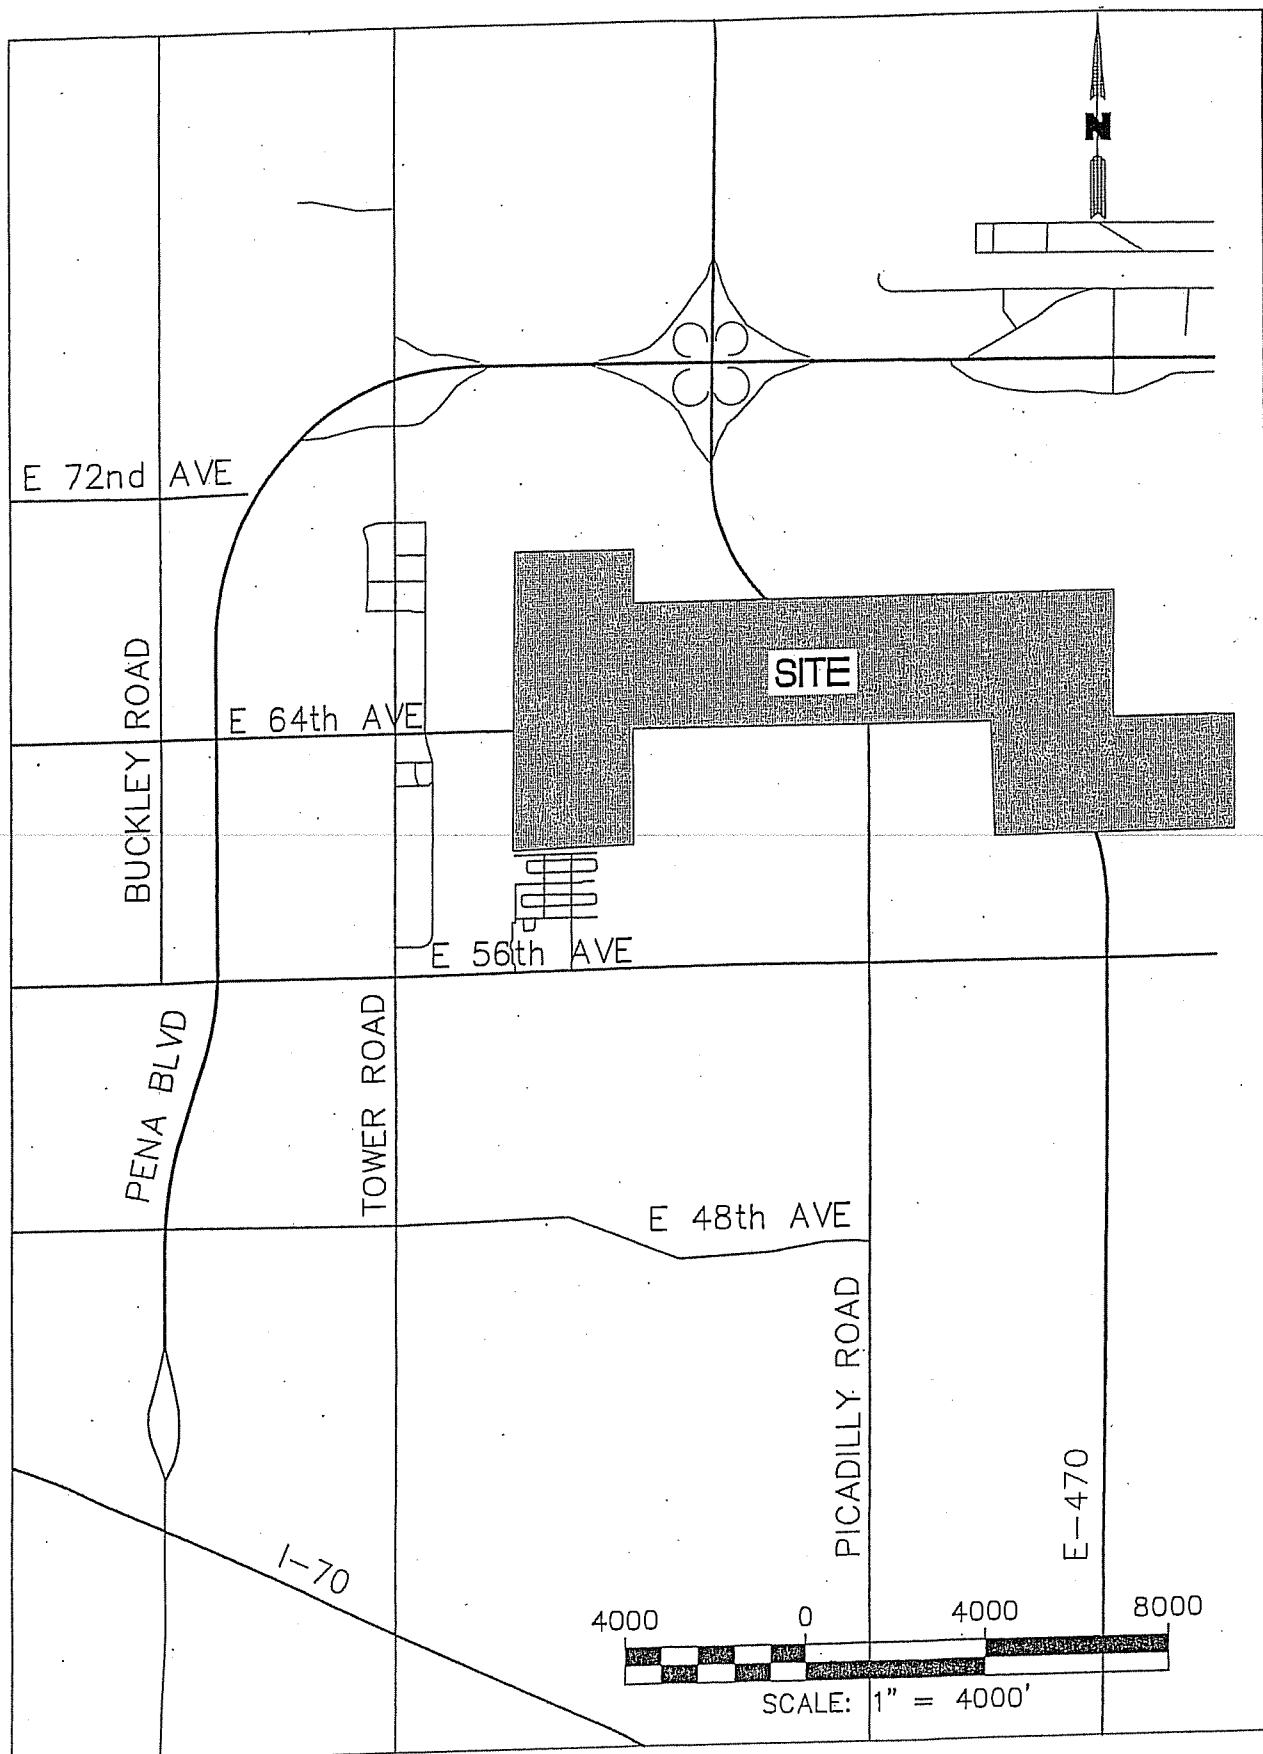 N
E 72nd AVE
SITE
BUCKLEY ROAD
E 64th AVE
E 56th AVE
PENA BLVD
TOWER ROAD
E 48th AVE
PICADILLY ROAD
E-470
I-70
4000 0 4000 8000
SCALE: 1" = 4000'